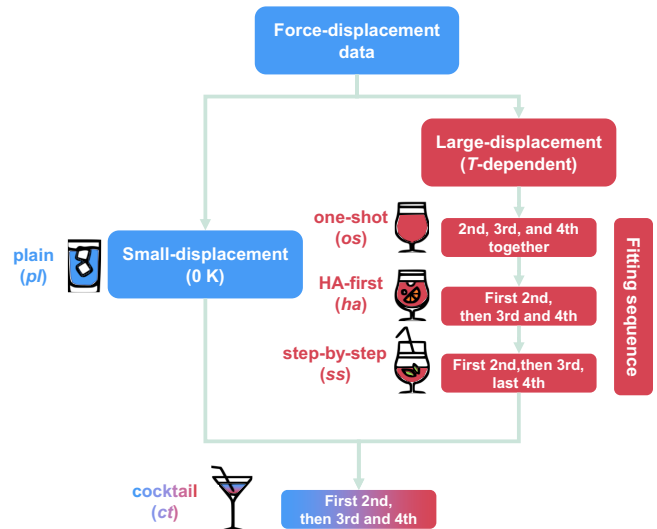 Force-displacement
data
Large-displacement
(T-dependent)
one-shot
(os)
2nd, 3rd, and 4th
together
plain
(pl)
Small-displacement
(0 K)
HA-first
(ha)
First 2nd,
then 3rd and 4th
step-by-step
(ss)
First 2nd,then 3rd,
last 4th
Fitting sequence
cocktail
(ct)
First 2nd,
then 3rd and 4th